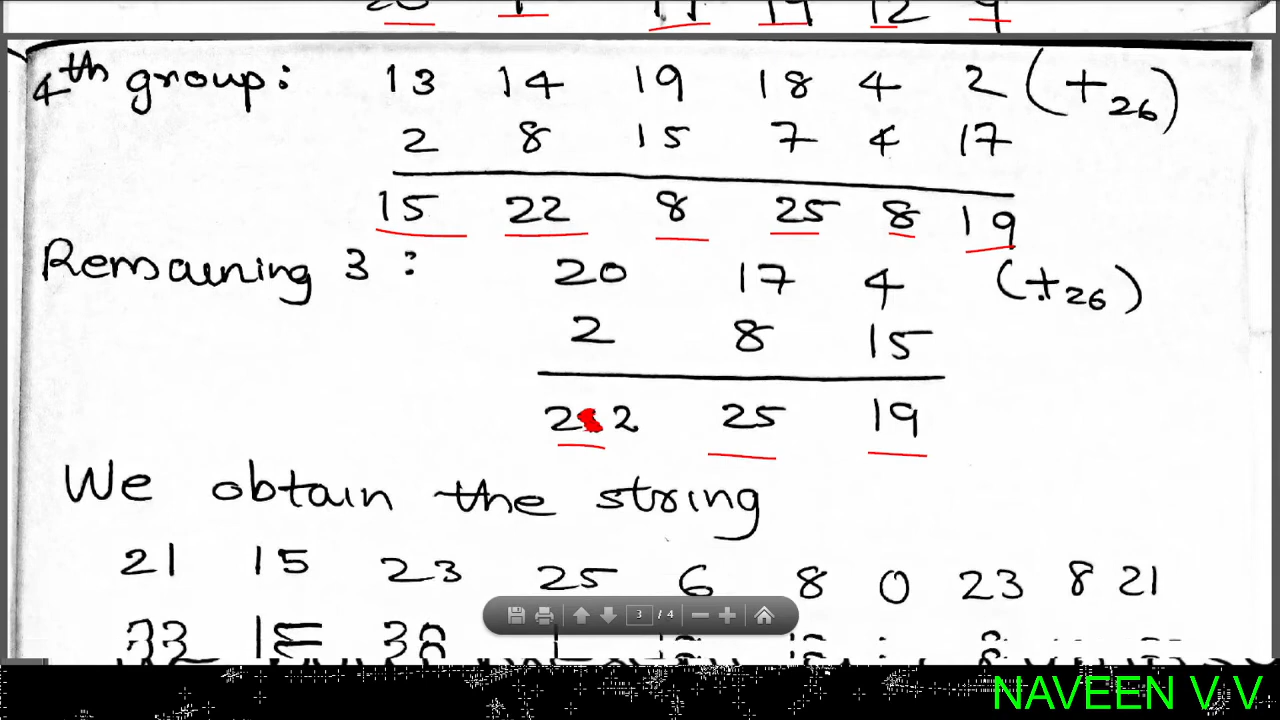 4th group: 13 14 19 18 4 2 (+26)
2 8 15 7 4 17
15 22 8 25 8 19
Remaining 3 : 20 17 4 (+26)
2 8 15
22 25 19
We obtain the string
21 15 23 25 6 8 0 23 8 21
3 / 4
NAVEEN V V